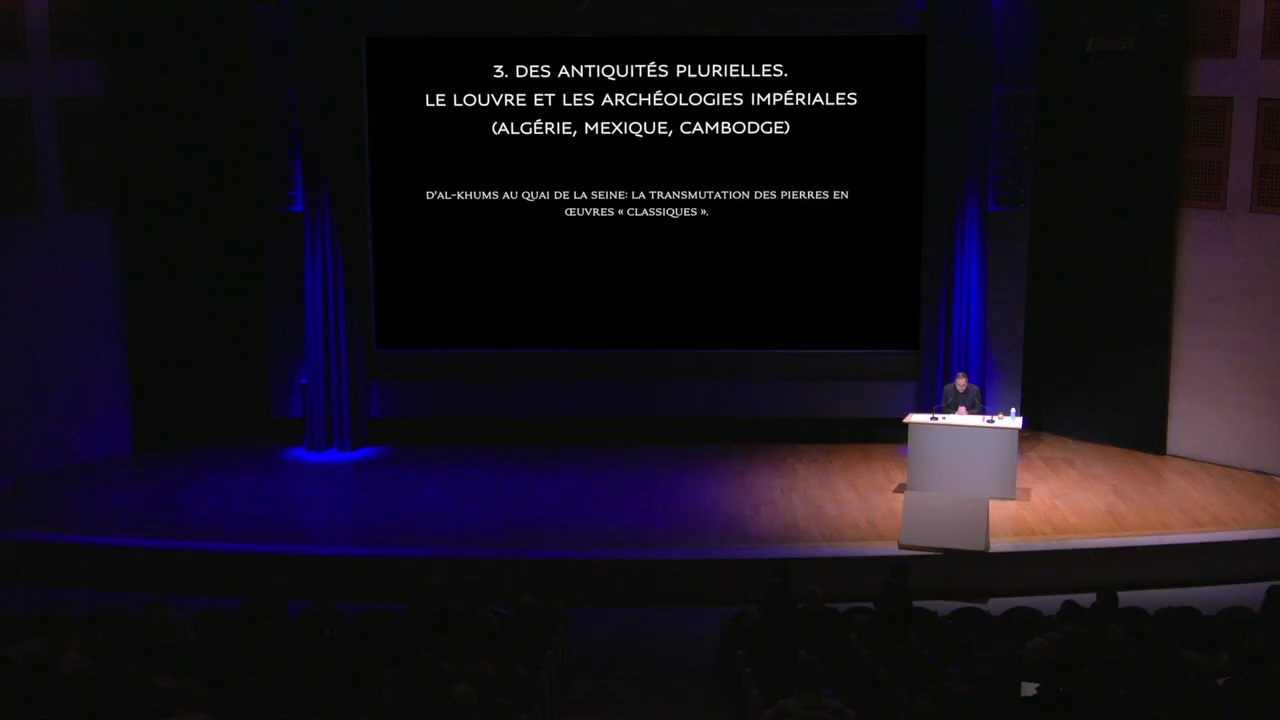 3. DES ANTIQUITÉS PLURIELLES.
LE LOUVRE ET LES ARCHÉOLOGIES IMPÉRIALES
(ALGÉRIE, MEXIQUE, CAMBODGE)
D'AL-KHUMS AU QUAI DE LA SEINE: LA TRANSMUTATION DES PIERRES EN
ŒUVRES « CLASSIQUES ».